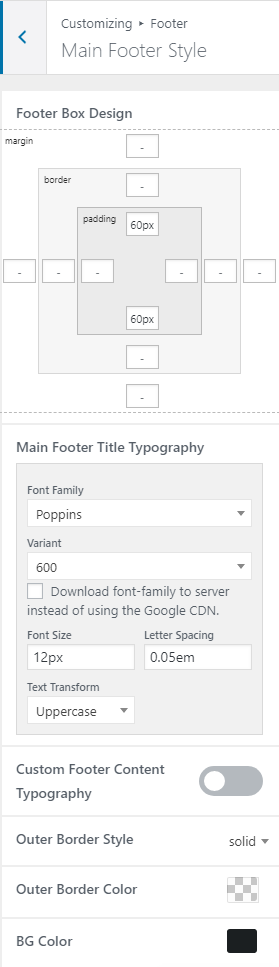 Customizing ▸ Footer
Main Footer Style
Footer Box Design
margin
-
border
-
padding
60px
- - - - - -
60px
-
-
Main Footer Title Typography
Font Family
Poppins
Variant
600
Download font-family to server
instead of using the Google CDN.
Font Size Letter Spacing
12px 0.05em
Text Transform
Uppercase
Custom Footer Content
Typography
Outer Border Style solid
Outer Border Color
BG Color